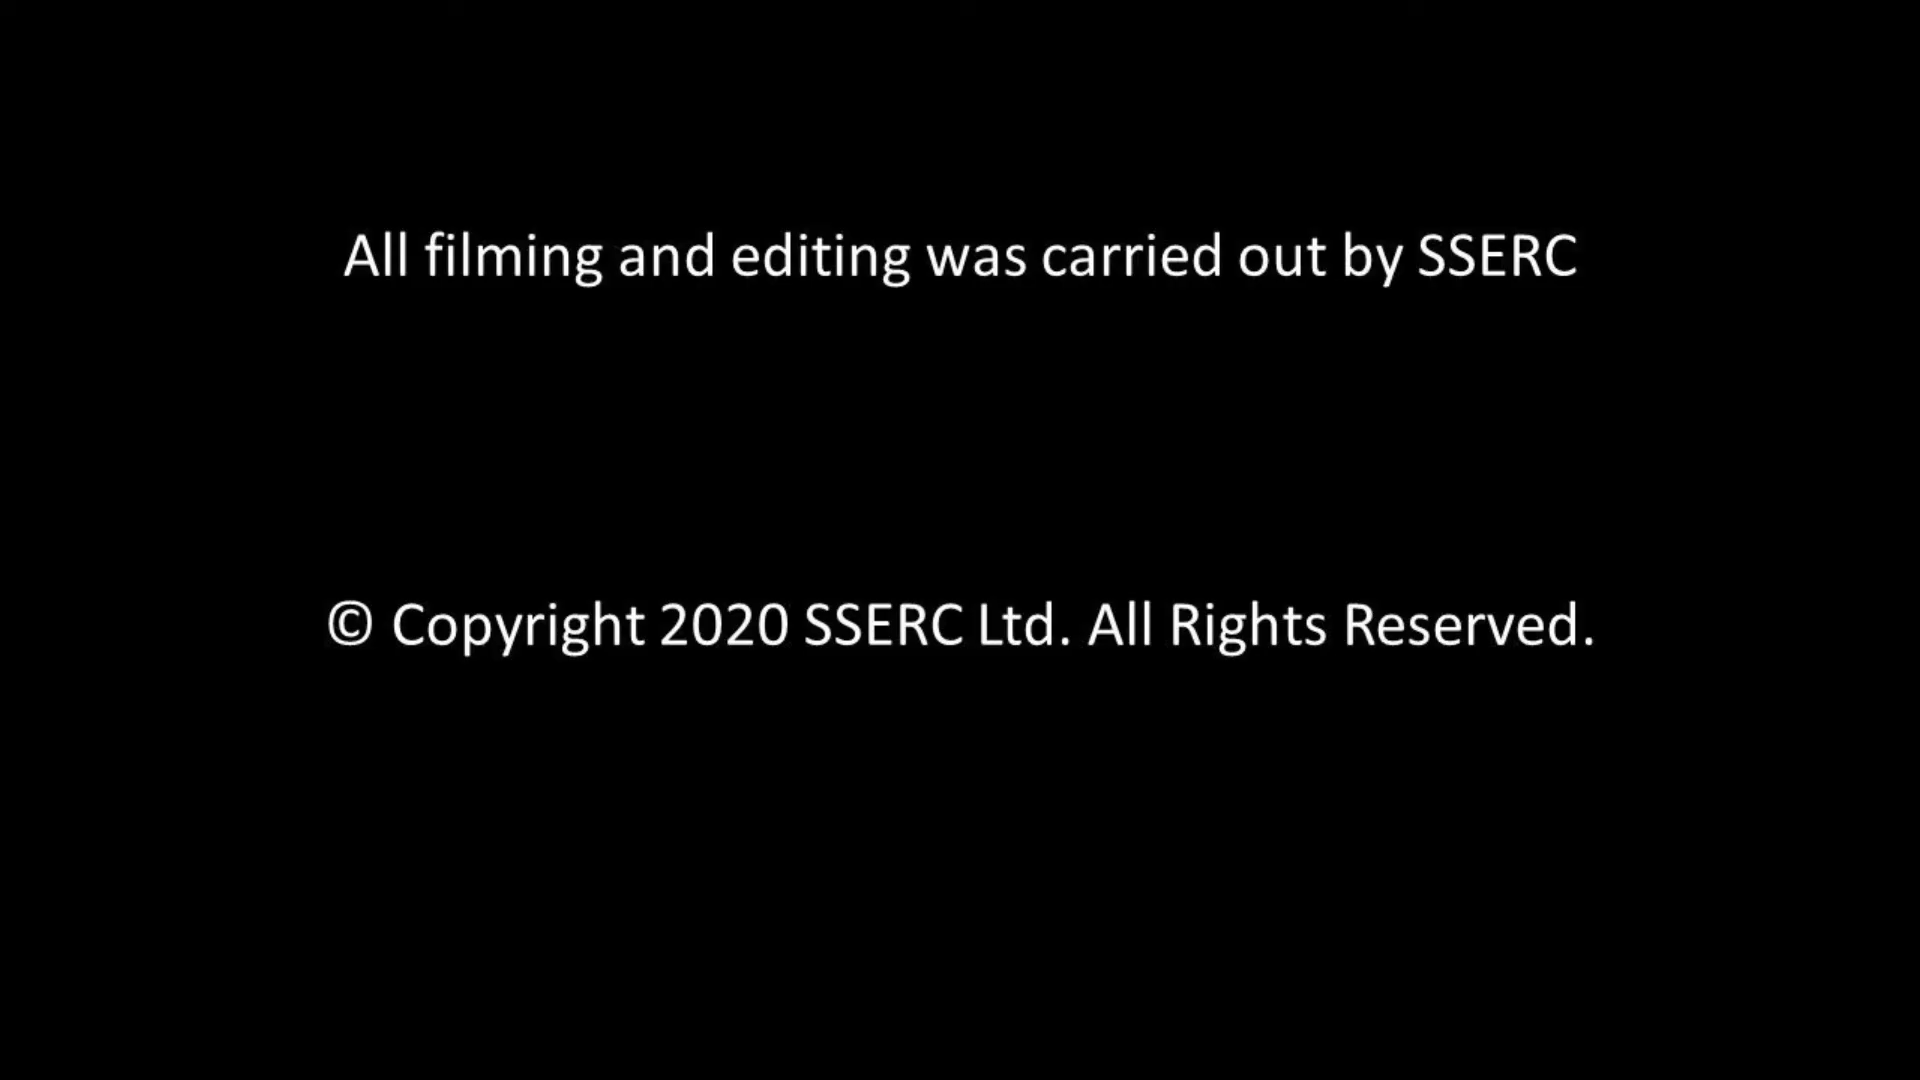 All filming and editing was carried out by SSERC
© Copyright 2020 SSERC Ltd. All Rights Reserved.